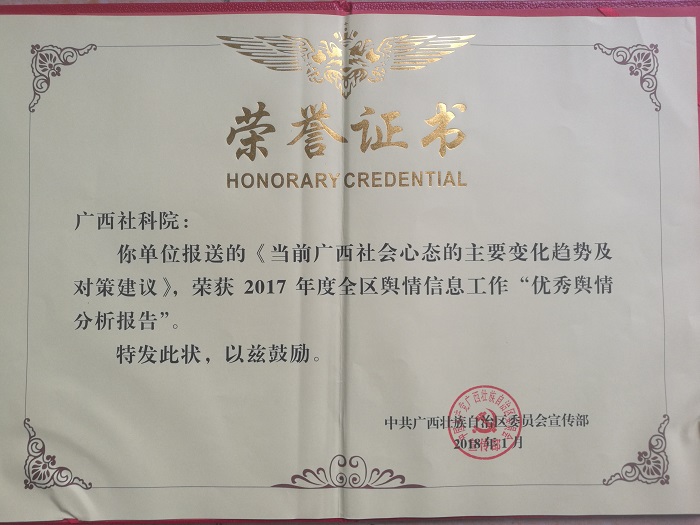 荣誉证书
HONORARY CREDENTIAL
广西社科院：
你单位报送的《当前广西社会心态的主要变化趋势及
对策建议》，荣获 2017 年度全区舆情信息工作“优秀舆情
分析报告”。
特发此状，以兹鼓励。
中共广西壮族自治区委员会宣传部
2018年1月